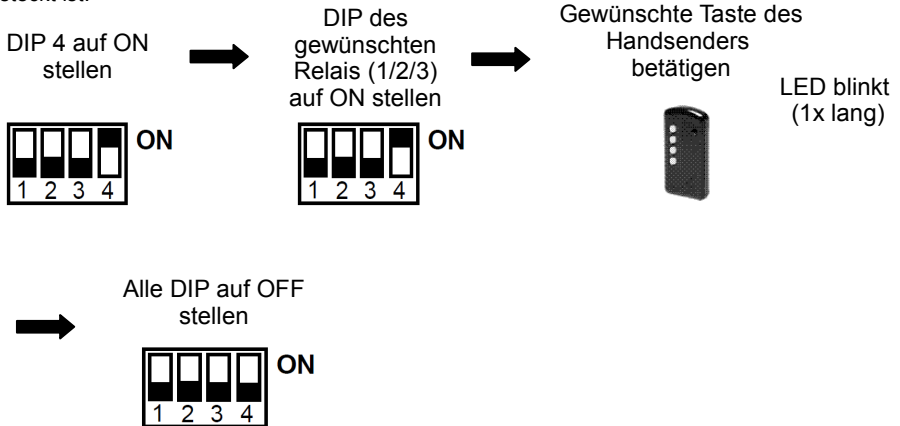 DIP 4 auf ON
stellen
DIP des
gewünschten
Relais (1/2/3)
auf ON stellen
Gewünschte Taste des
Handsenders
betätigen
LED blinkt
(1x lang)
ON
1 2 3 4
ON
1 2 3 4
Alle DIP auf OFF
stellen
ON
1 2 3 4